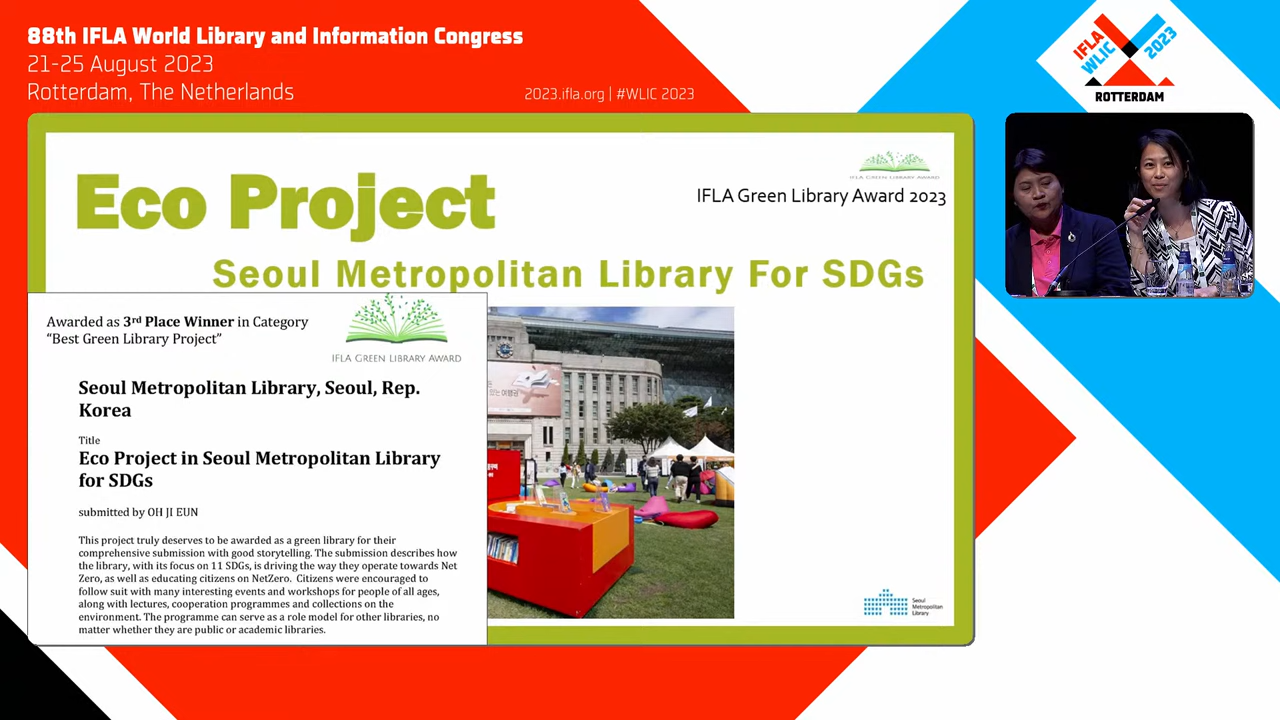 88th IFLA World Library and Information Congress
21-25 August 2023
Rotterdam, The Netherlands
2023.ifla.org | #WLIC 2023
IFLA
WLIC
2023
ROTTERDAM
Eco Project
IFLA GREEN LIBRARY AWARD
IFLA Green Library Award 2023
Seoul Metropolitan Library For SDGs
Awarded as 3rd Place Winner in Category
“Best Green Library Project”
IFLA GREEN LIBRARY AWARD
Seoul Metropolitan Library, Seoul, Rep.
Korea
Title
Eco Project in Seoul Metropolitan Library
for SDGs
submitted by OH JI EUN
This project truly deserves to be awarded as a green library for their
comprehensive submission with good storytelling. The submission describes how
the library, with its focus on 11 SDGs, is driving the way they operate towards Net
Zero, as well as educating citizens on NetZero. Citizens were encouraged to
follow suit with many interesting events and workshops for people of all ages,
along with lectures, cooperation programmes and collections on the
environment. The programme can serve as a role model for other libraries, no
matter whether they are public or academic libraries.
Seoul
Metropolitan
Library